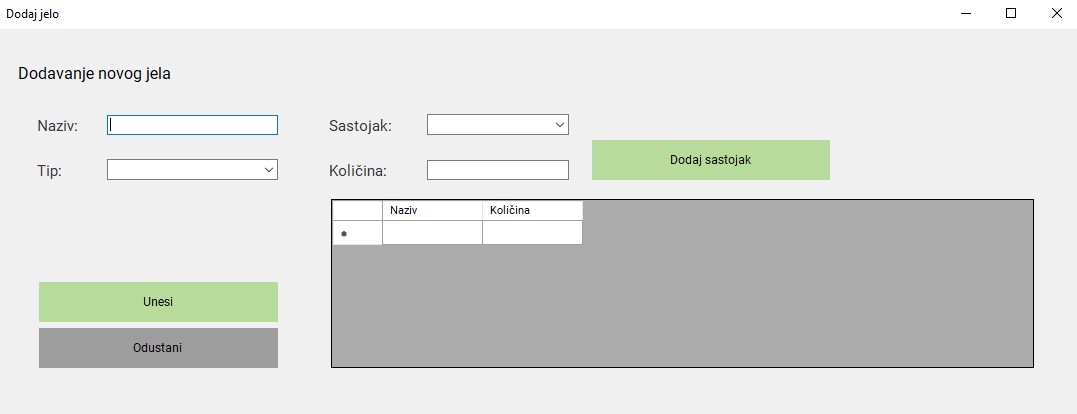 Dodaj jelo
Dodavanje novog jela
Naziv:
Sastojak:
Dodaj sastojak
Tip:
Količina:
Naziv Količina
*
Unesi
Odustani